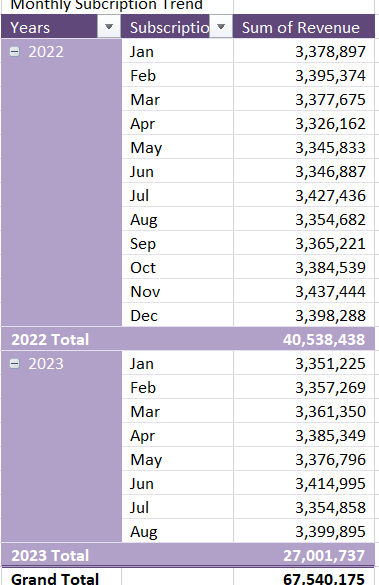 Monthly Subcription Trend
Years Subscriptio Sum of Revenue
2022 Jan 3,378,897
Feb 3,395,374
Mar 3,377,675
Apr 3,326,162
May 3,345,833
Jun 3,346,887
Jul 3,427,436
Aug 3,354,682
Sep 3,365,221
Oct 3,384,539
Nov 3,437,444
Dec 3,398,288
2022 Total 40,538,438
2023 Jan 3,351,225
Feb 3,357,269
Mar 3,361,350
Apr 3,385,349
May 3,376,796
Jun 3,414,995
Jul 3,354,858
Aug 3,399,895
2023 Total 27,001,737
Grand Total 67,540,175